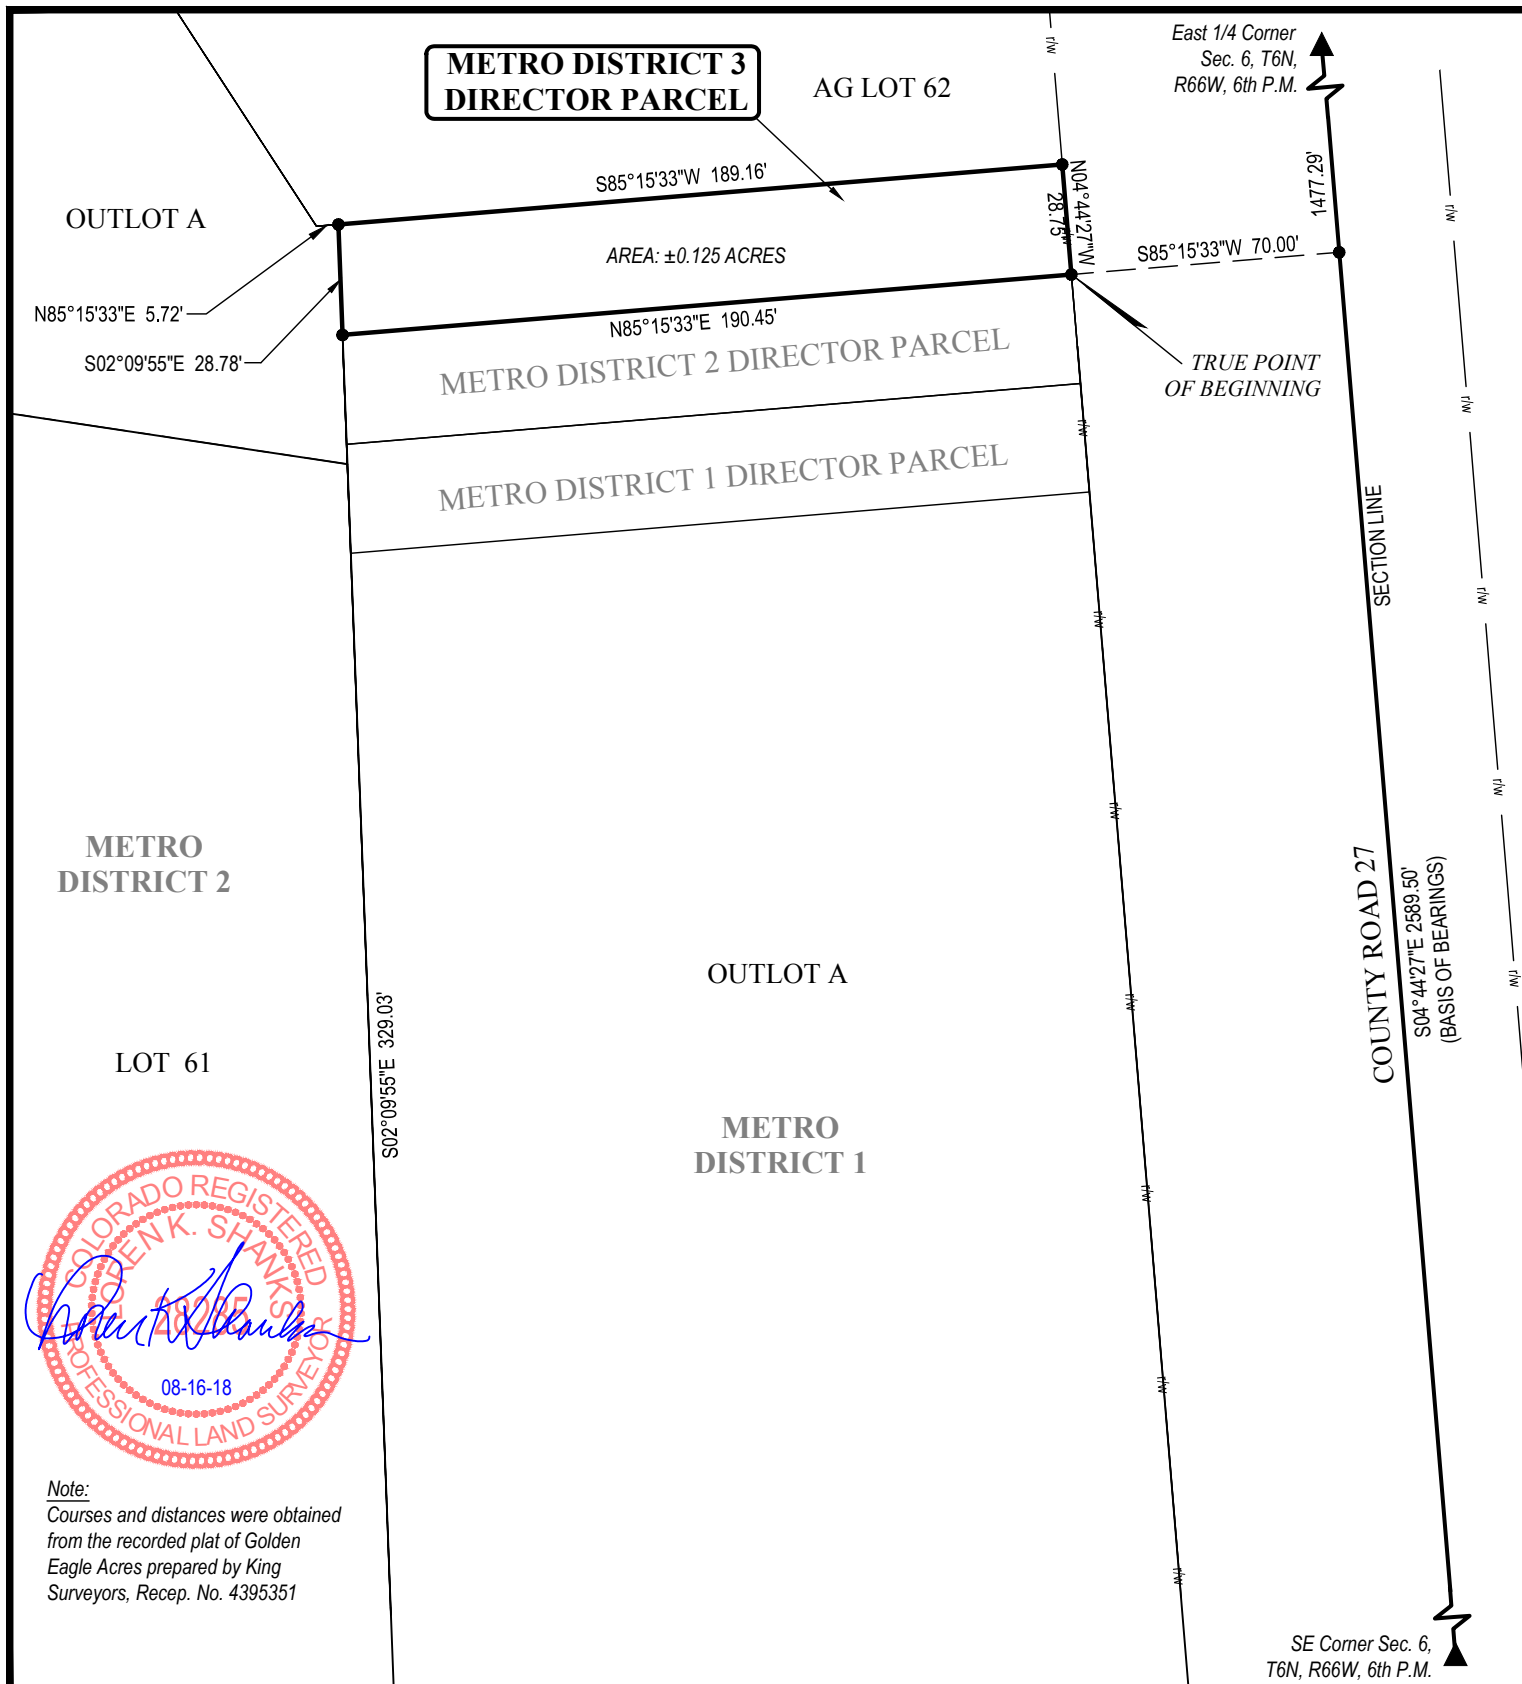 East 1/4 Corner
Sec. 6, T6N,
R66W, 6th P.M.
METRO DISTRICT 3
DIRECTOR PARCEL
AG LOT 62
r/w
1477.29'
S85°15'33"W 189.16'
N04°44'27"W
28.75'
r/w
OUTLOT A
AREA: ±0.125 ACRES
S85°15'33"W 70.00'
r/w
N85°15'33"E 5.72'
N85°15'33"E 190.45'
S02°09'55"E 28.78'
METRO DISTRICT 2 DIRECTOR PARCEL
TRUE POINT
OF BEGINNING
r/w
r/w
METRO DISTRICT 1 DIRECTOR PARCEL
SECTION LINE
r/w
r/w
r/w
r/w
METRO
DISTRICT 2
COUNTY ROAD 27
S04°44'27"E 2589.50'
(BASIS OF BEARINGS)
OUTLOT A
r/w
r/w
LOT 61
S02°09'55"E 329.03'
METRO
DISTRICT 1
r/w
COLORADO REGISTERED
LOREN K. SHANKS
28285
08-16-18
PROFESSIONAL LAND SURVEYOR
r/w
Note:
Courses and distances were obtained
from the recorded plat of Golden
Eagle Acres prepared by King
Surveyors, Recep. No. 4395351
r/w
SE Corner Sec. 6,
T6N, R66W, 6th P.M.